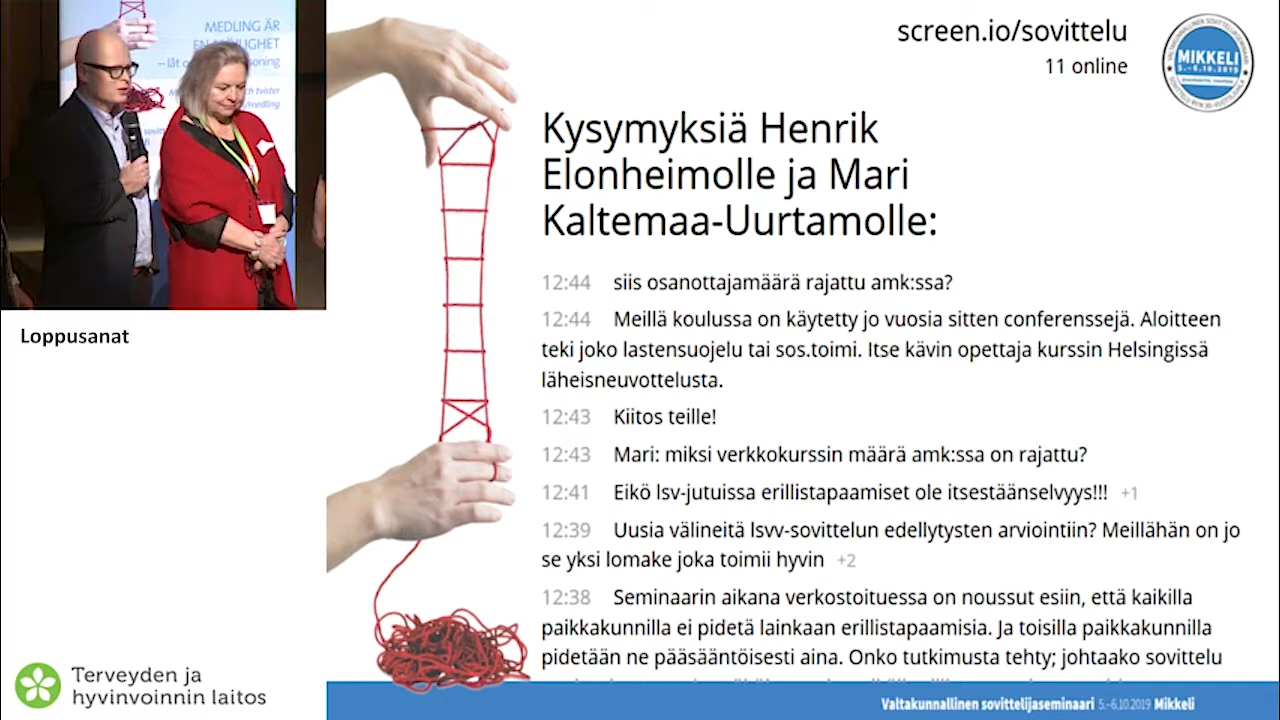 MEDLING ÄR
screen.io/sovittelu
11 online
MIKKELI
5.–6.10.2019
Kysymyksiä Henrik
Elonheimolle ja Mari
Kaltemaa-Uurtamolle:
12:44 siis osanottajamäärä rajattu amk:ssa?
12:44 Meillä koulussa on käytetty jo vuosia sitten conferenssejä. Aloitteen
teki joko lastensuojelu tai sos.toimi. Itse kävin opettaja kurssin Helsingissä
läheisneuvottelusta.
12:43 Kiitos teille!
12:43 Mari: miksi verkkokurssin määrä amk:ssa on rajattu?
12:41 Eikö lsv-jutuissa erillistapaamiset ole itsestäänselvyys!!! +1
12:39 Uusia välineitä lsvv-sovittelun edellytysten arviointiin? Meillähän on jo
se yksi lomake joka toimii hyvin +2
12:38 Seminaarin aikana verkostoituessa on noussut esiin, että kaikilla
paikkakunnilla ei pidetä lainkaan erillistapaamisia. Ja toisilla paikkakunnilla
pidetään ne pääsääntöisesti aina. Onko tutkimusta tehty; johtaako sovittelu
Loppusanat
Terveyden ja
hyvinvoinnin laitos
Valtakunnallinen sovittelijaseminaari 5.–6.10.2019 Mikkeli